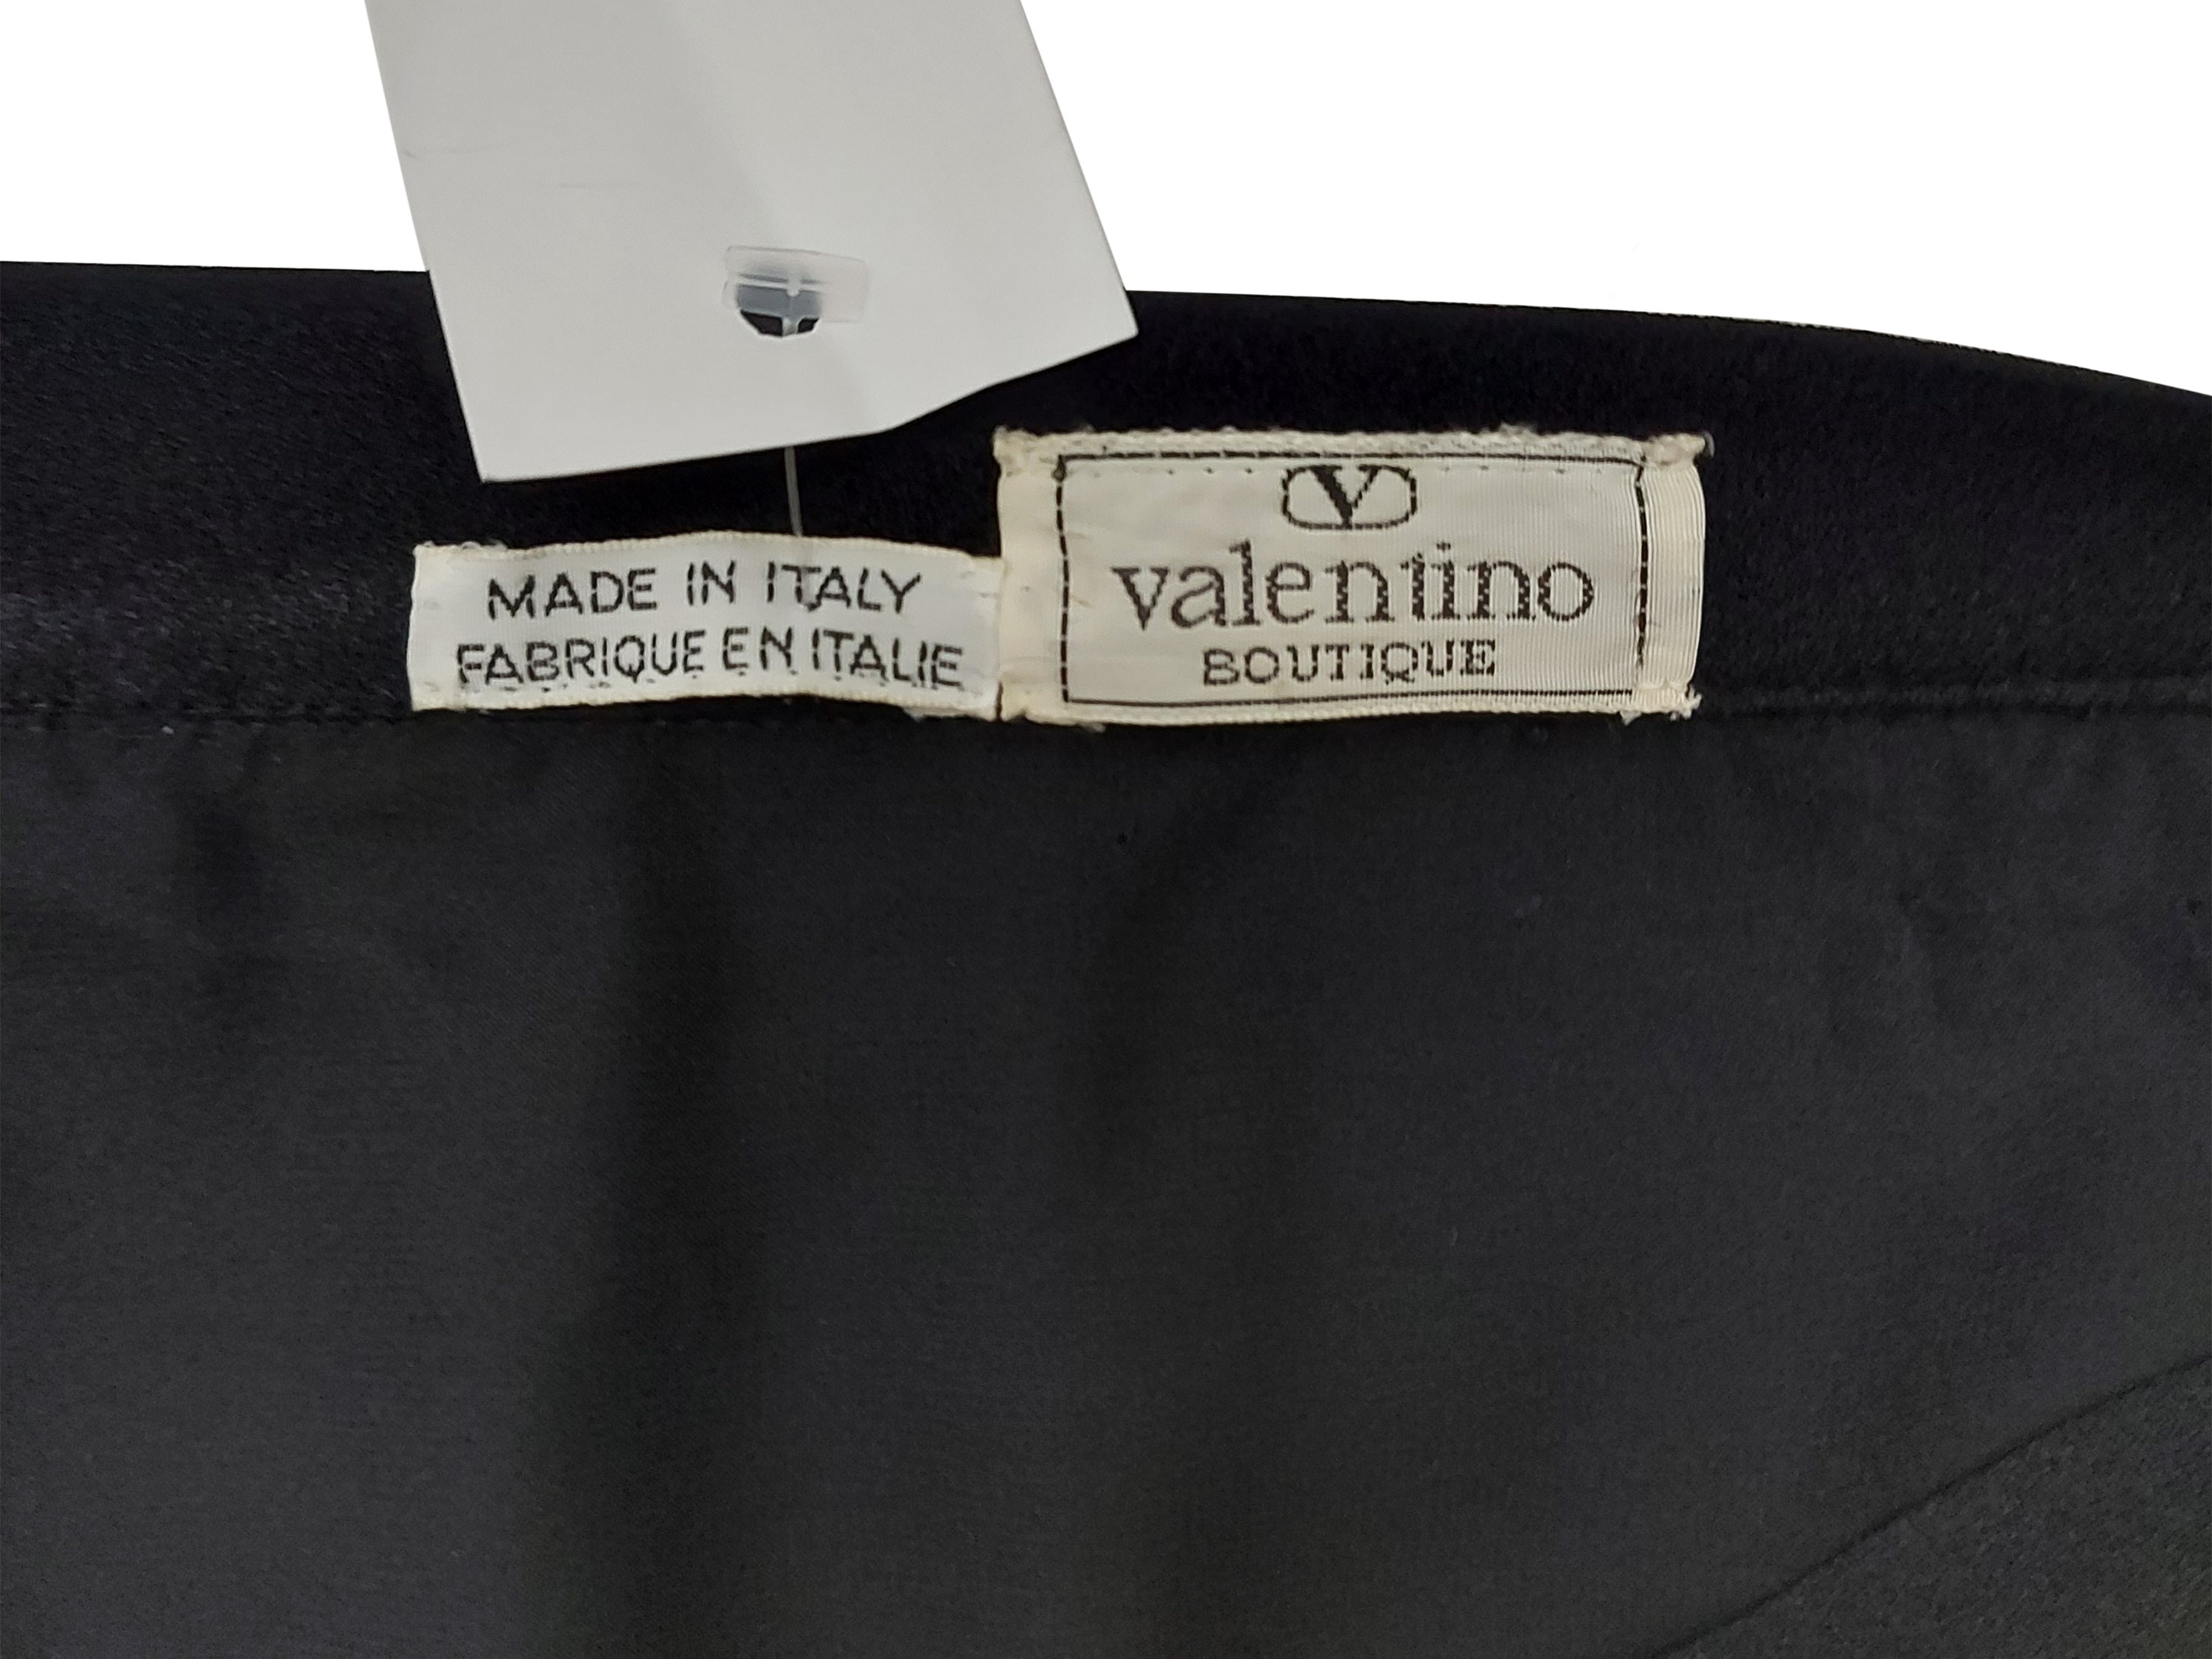 MADE IN ITALY
FABRIQUE EN ITALIE
V
valentino
BOUTIQUE